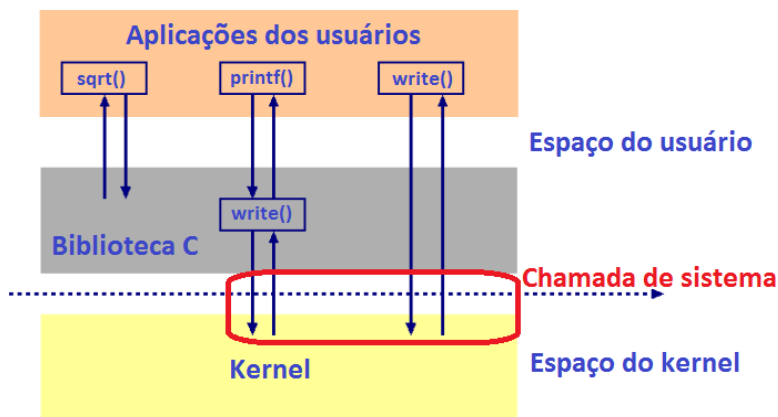 Aplicações dos usuários
sqrt()
printf()
write()
Espaço do usuário
write()
Biblioteca C
Chamada de sistema
Kernel
Espaço do kernel